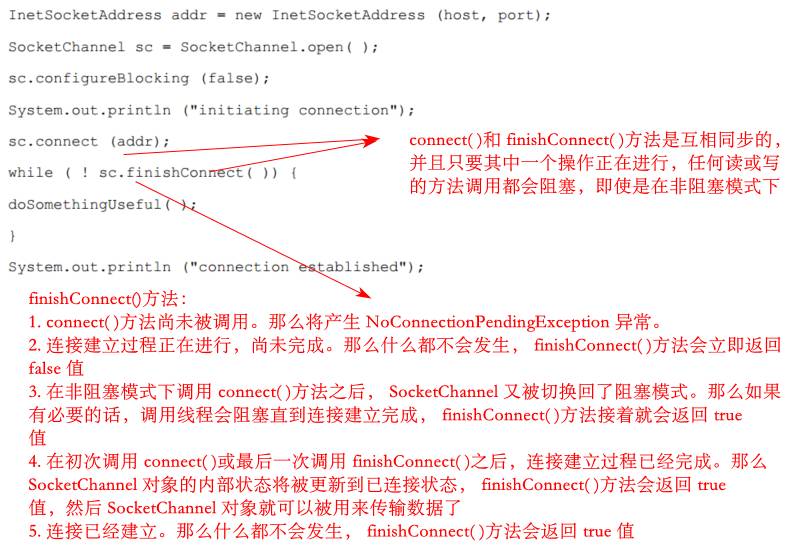 InetSocketAddress addr = new InetSocketAddress (host, port);
SocketChannel sc = SocketChannel.open( );
sc.configureBlocking (false);
System.out.println ("initiating connection");
sc.connect (addr);
while ( ! sc.finishConnect( )) {
doSomethingUseful( );
}
System.out.println ("connection established");
connect( )和 finishConnect( )方法是互相同步的，
并且只要其中一个操作正在进行，任何读或写
的方法调用都会阻塞，即使是在非阻塞模式下
finishConnect()方法：
1. connect( )方法尚未被调用。那么将产生 NoConnectionPendingException 异常。
2. 连接建立过程正在进行，尚未完成。那么什么都不会发生， finishConnect( )方法会立即返回
false 值
3. 在非阻塞模式下调用 connect( )方法之后， SocketChannel 又被切换回了阻塞模式。那么如果
有必要的话，调用线程会阻塞直到连接建立完成， finishConnect( )方法接着就会返回 true
值
4. 在初次调用 connect( )或最后一次调用 finishConnect( )之后，连接建立过程已经完成。那么
SocketChannel 对象的内部状态将被更新到已连接状态， finishConnect( )方法会返回 true
值，然后 SocketChannel 对象就可以被用来传输数据了
5. 连接已经建立。那么什么都不会发生， finishConnect( )方法会返回 true 值